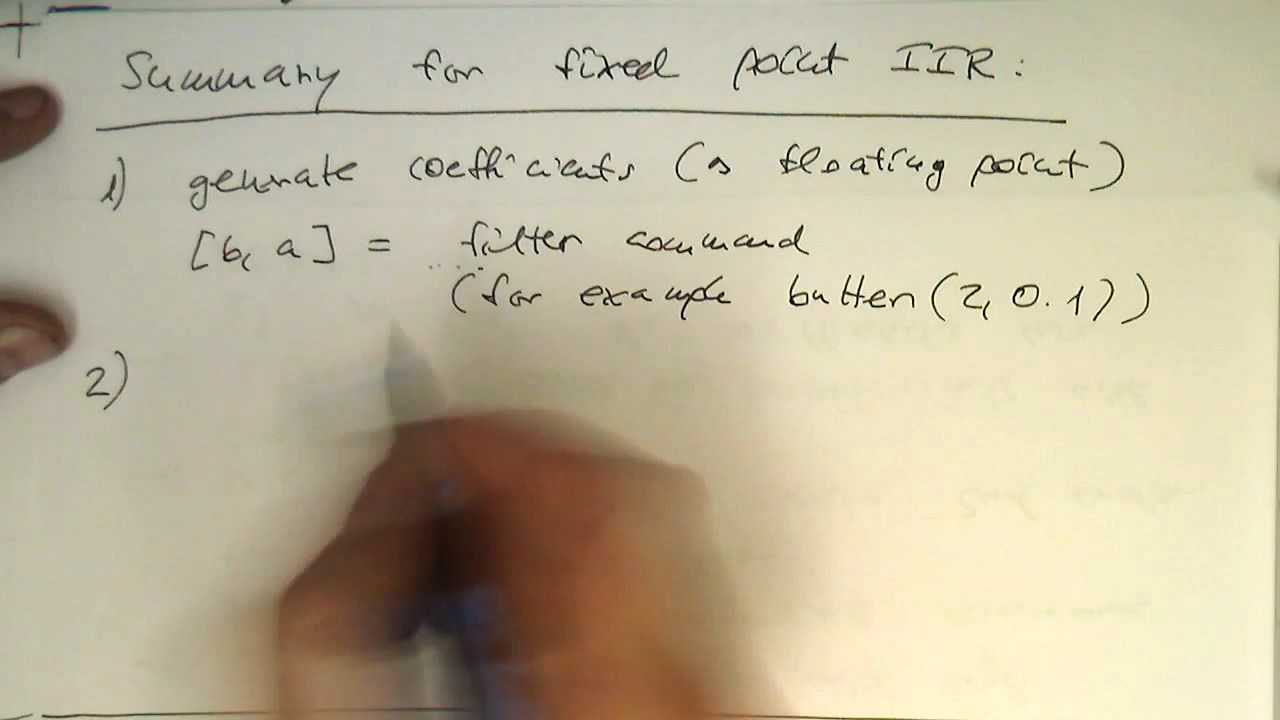 Summary for fixed point IIR:
1) generate coefficients (→ floating point)
[b, a] = filter command
(for example butter(2, 0.1))
2)